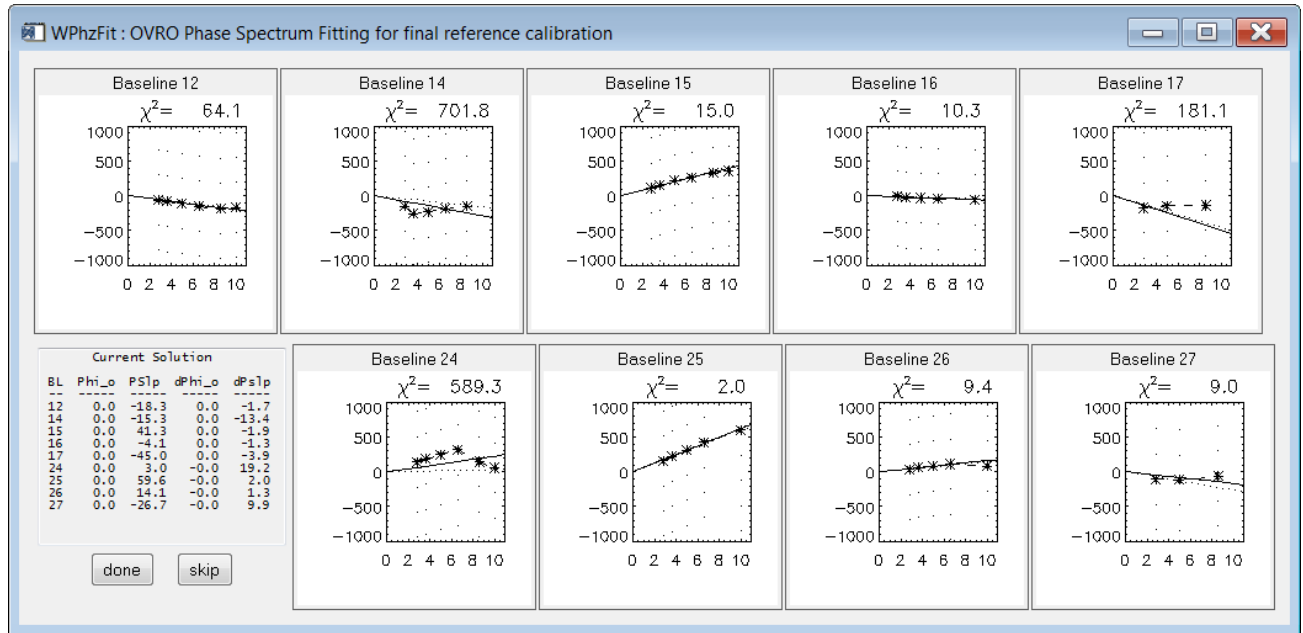 WPhzFit : OVRO Phase Spectrum Fitting for final reference calibration
Baseline 12
χ²= 64.1
1000
500
0
−500
−1000
0 2 4 6 8 10
Baseline 14
χ²= 701.8
1000
500
0
−500
−1000
0 2 4 6 8 10
Baseline 15
χ²= 15.0
1000
500
0
−500
−1000
0 2 4 6 8 10
Baseline 16
χ²= 10.3
1000
500
0
−500
−1000
0 2 4 6 8 10
Baseline 17
χ²= 181.1
1000
500
0
−500
−1000
0 2 4 6 8 10
Current Solution
BL Phi_o PSlp dPhi_o dPslp
-- ----- ----- ----- -----
12 0.0 -18.3 0.0 -1.7
14 0.0 -15.3 0.0 -13.4
15 0.0 41.3 0.0 -1.9
16 0.0 -4.1 0.0 -1.3
17 0.0 -45.0 0.0 -3.9
24 0.0 3.0 -0.0 19.2
25 0.0 59.6 -0.0 2.0
26 0.0 14.1 -0.0 1.3
27 0.0 -26.7 -0.0 9.9
done skip
Baseline 24
χ²= 589.3
1000
500
0
−500
−1000
0 2 4 6 8 10
Baseline 25
χ²= 2.0
1000
500
0
−500
−1000
0 2 4 6 8 10
Baseline 26
χ²= 9.4
1000
500
0
−500
−1000
0 2 4 6 8 10
Baseline 27
χ²= 9.0
1000
500
0
−500
−1000
0 2 4 6 8 10